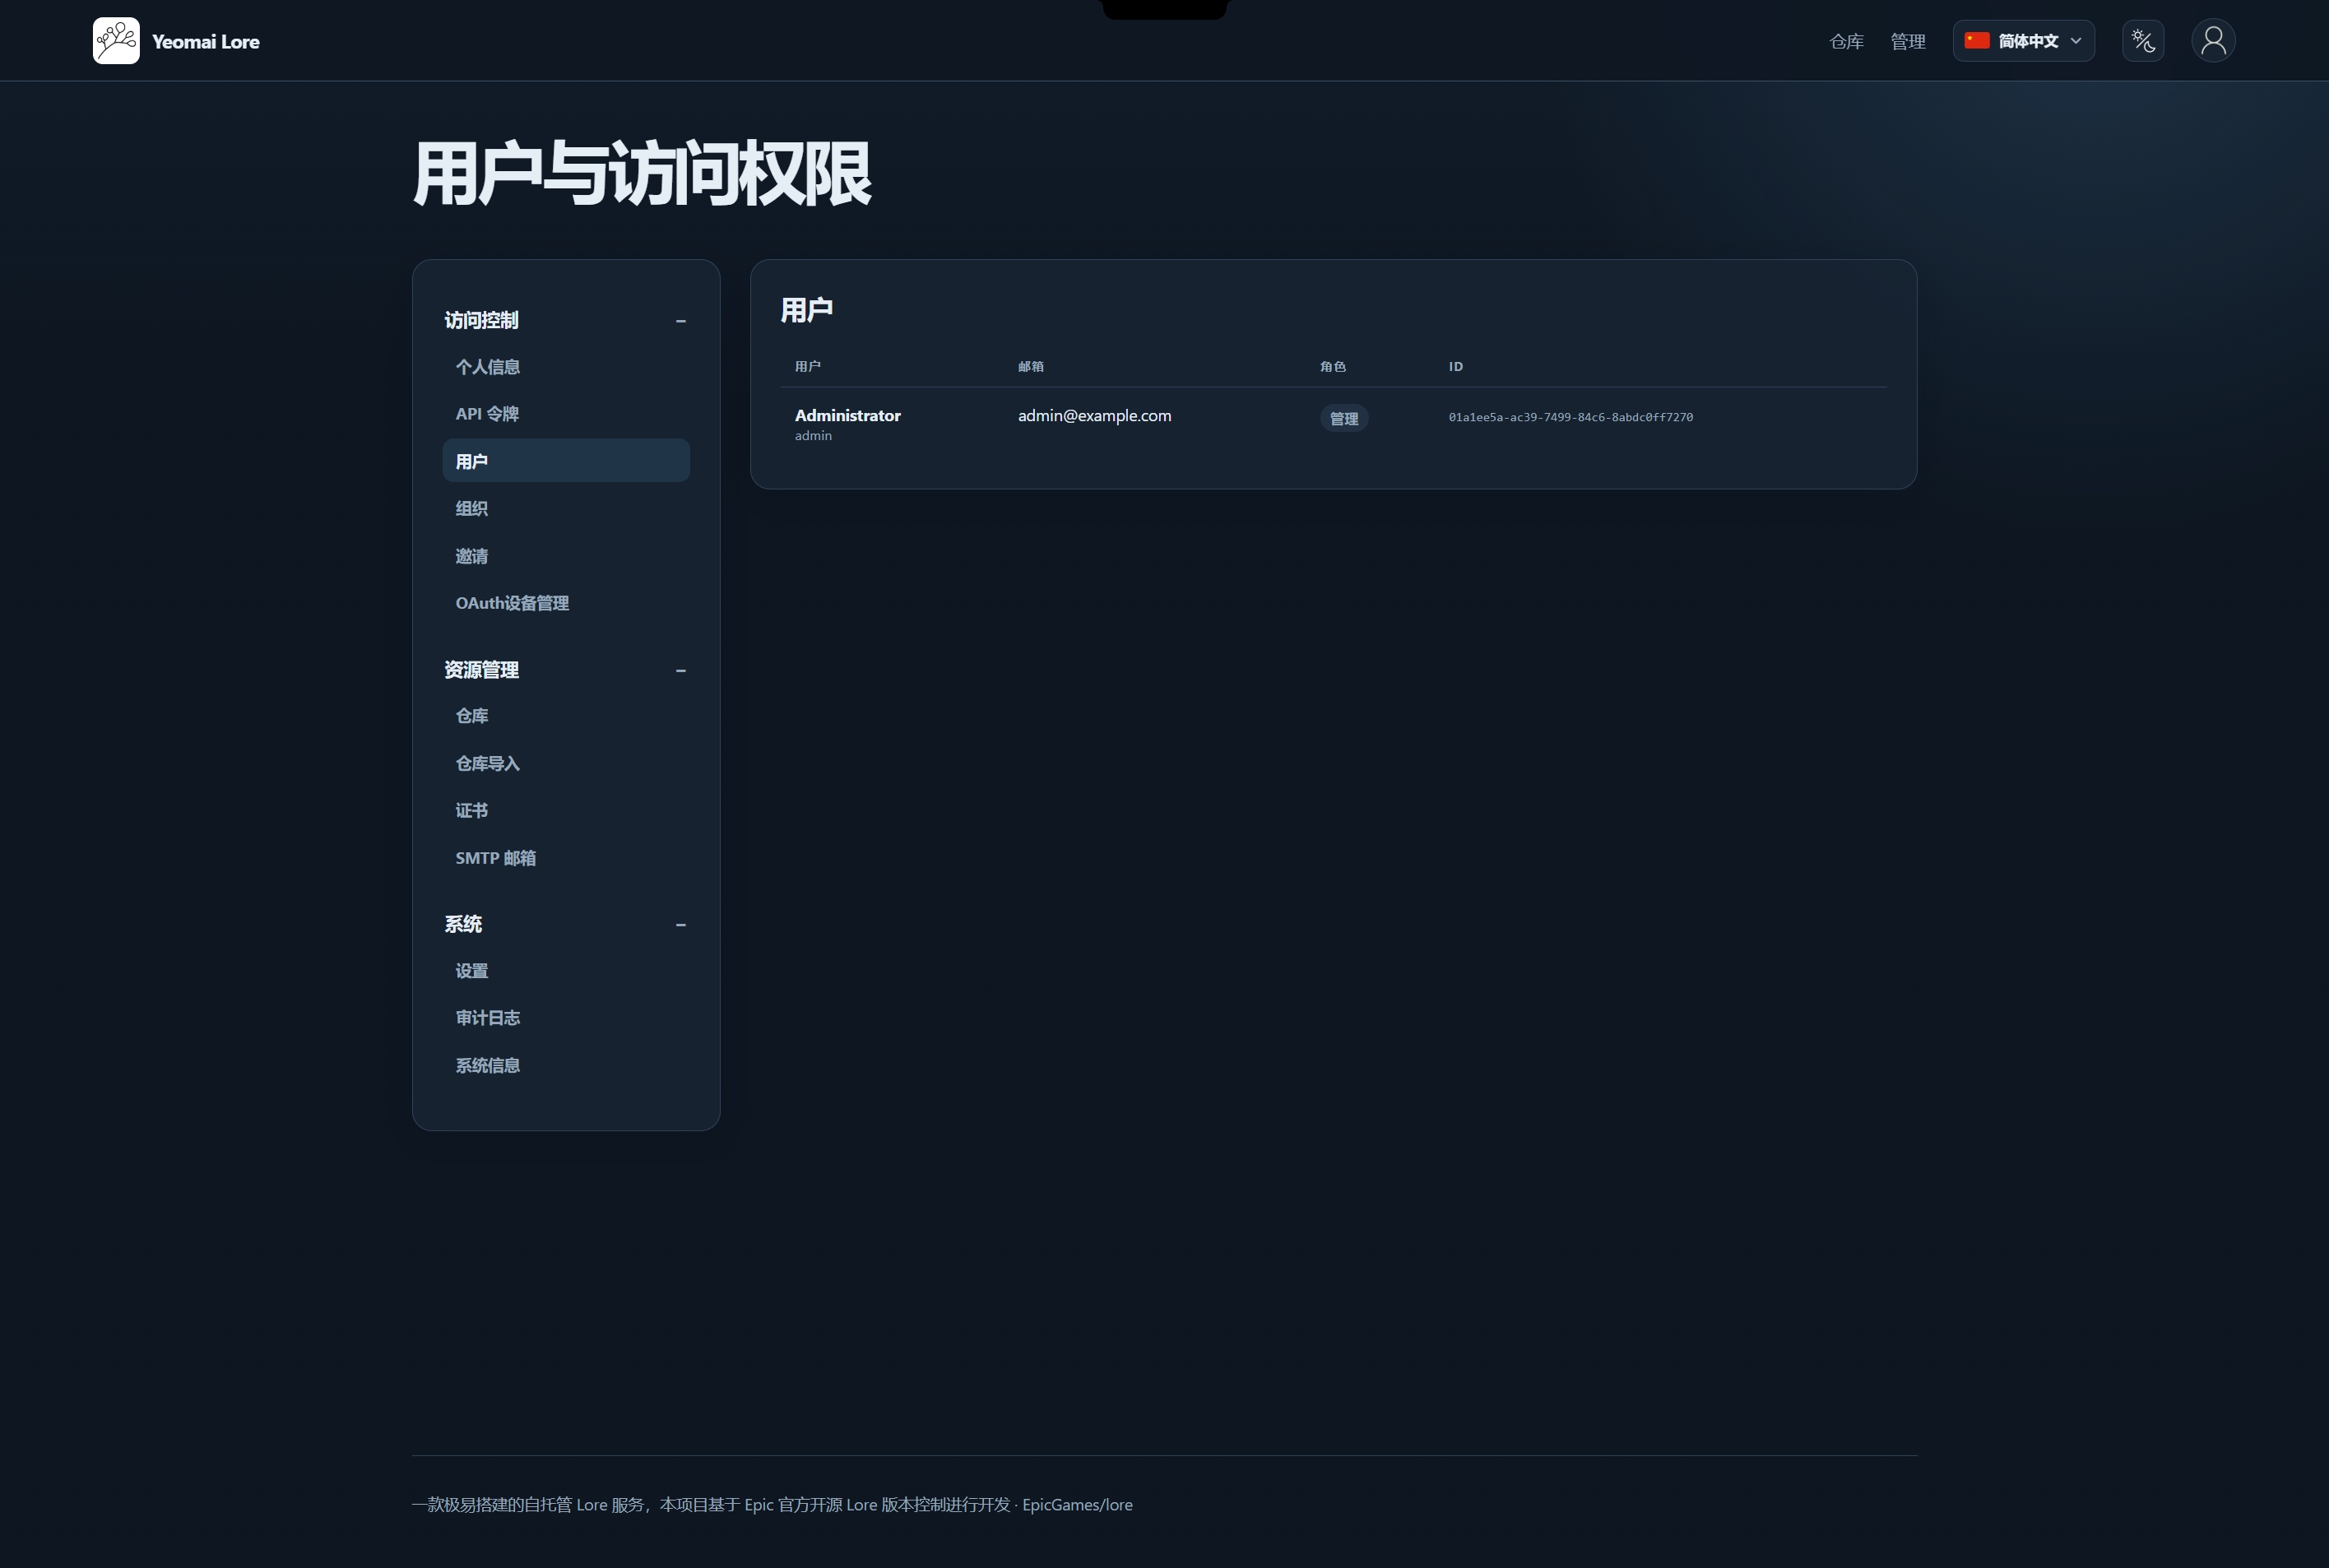 Yeomai Lore
仓库 管理 简体中文
用户与访问权限
访问控制
个人信息
API 令牌
用户
组织
邀请
OAuth设备管理
资源管理
仓库
仓库导入
证书
SMTP 邮箱
系统
设置
审计日志
系统信息
用户
用户 邮箱 角色 ID
Administrator admin@example.com 管理 01a1ee5a-ac39-7499-84c6-8abdc0ff7270
admin
一款极易搭建的自托管 Lore 服务，本项目基于 Epic 官方开源 Lore 版本控制进行开发 · EpicGames/lore